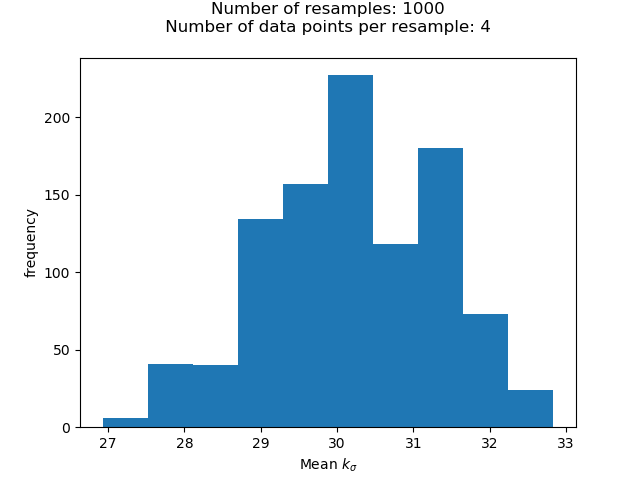 Number of resamples: 1000
Number of data points per resample: 4
200
150
100
50
0
frequency
27 28 29 30 31 32 33
Mean k_σ